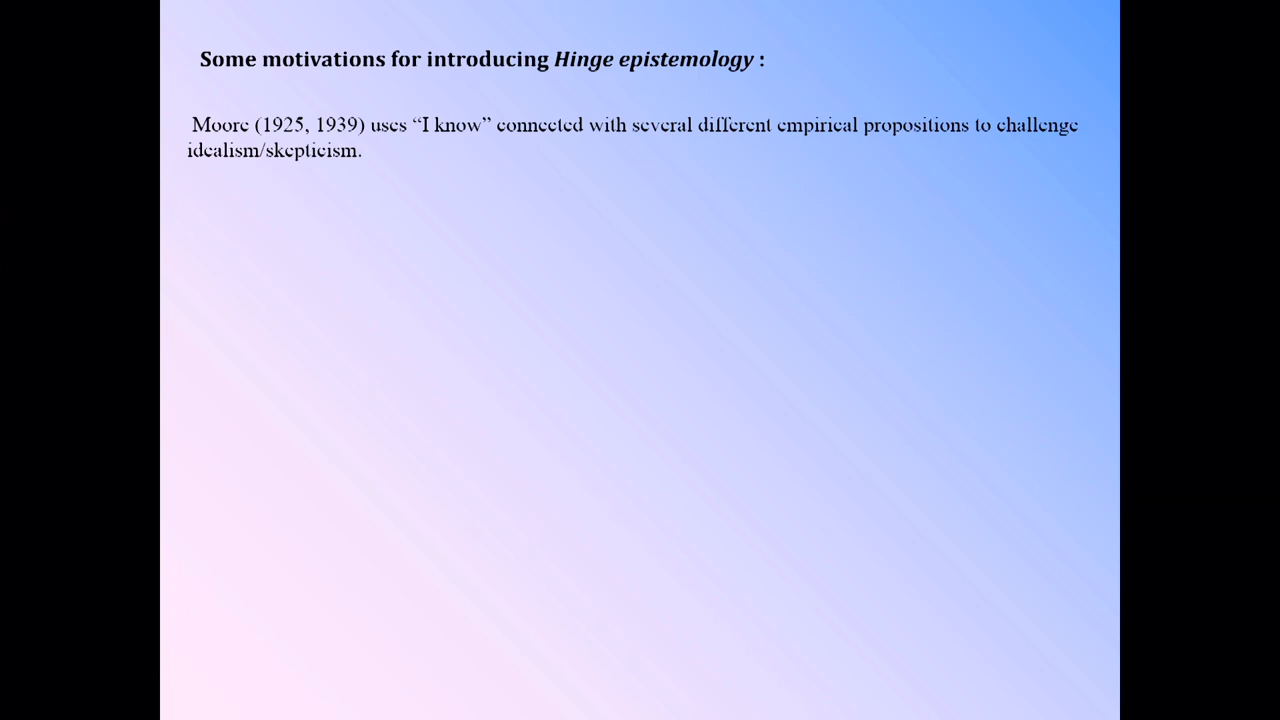 Some motivations for introducing Hinge epistemology :
Moore (1925, 1939) uses “I know” connected with several different empirical propositions to challenge
idealism/skepticism.